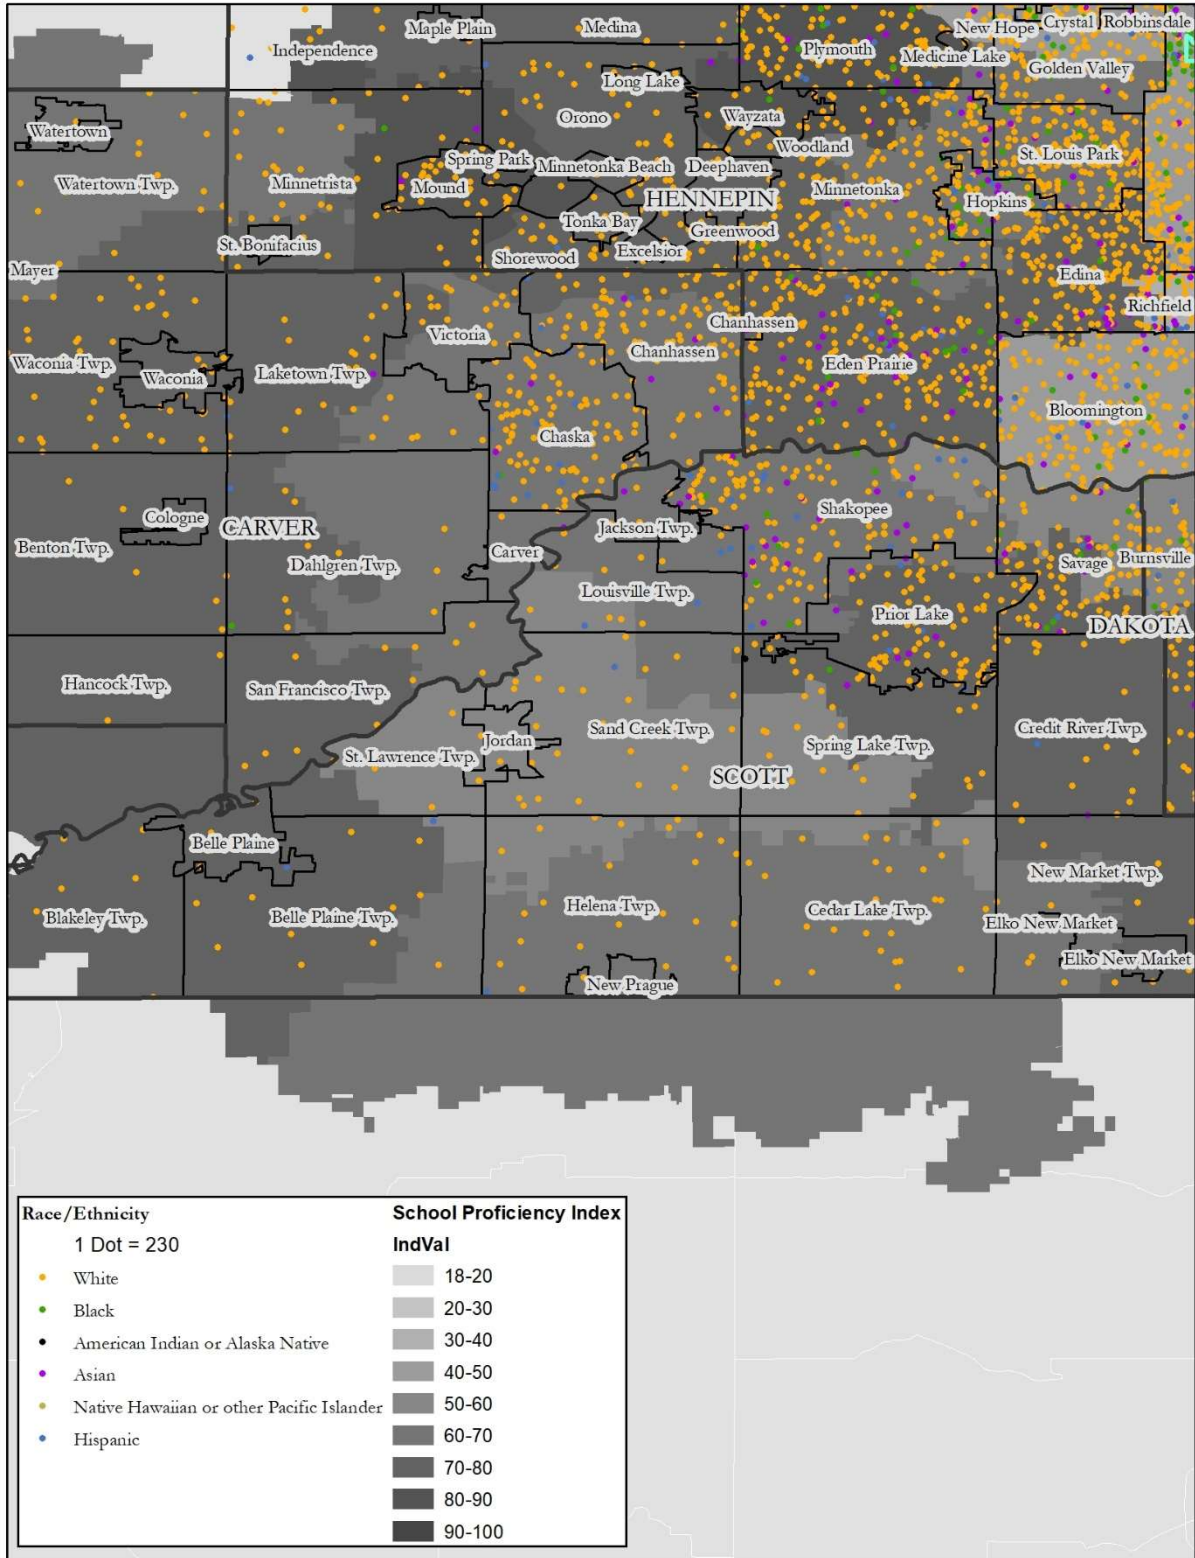 Maple Plain
Medina
New Hope
Crystal
Robbinsdale
Independence
Plymouth
Medicine Lake
Golden Valley
Long Lake
Watertown
Orono
Wayzata
Woodland
St. Louis Park
Spring Park
Minnetonka Beach
Deephaven
Watertown Twp.
Minnetrista
Mound
HENNEPIN
Minnetonka
Hopkins
Tonka Bay
Greenwood
St. Bonifacius
Excelsior
Shorewood
Mayer
Edina
Richfield
Victoria
Chanhassen
Chanhassen
Waconia Twp.
Waconia
Laketown Twp.
Eden Prairie
Bloomington
Chaska
Cologne
CARVER
Shakopee
Jackson Twp.
Benton Twp.
Dahlgren Twp.
Carver
Savage
Burnsville
Louisville Twp.
Prior Lake
DAKOTA
Hancock Twp.
San Francisco Twp.
Sand Creek Twp.
Credit River Twp.
Jordan
St. Lawrence Twp.
Spring Lake Twp.
SCOTT
Belle Plaine
New Market Twp.
Blakeley Twp.
Belle Plaine Twp.
Helena Twp.
Cedar Lake Twp.
Elko New Market
Elko New Market
New Prague
Race/Ethnicity
1 Dot = 230
White
Black
American Indian or Alaska Native
Asian
Native Hawaiian or other Pacific Islander
Hispanic
School Proficiency Index
IndVal
18-20
20-30
30-40
40-50
50-60
60-70
70-80
80-90
90-100